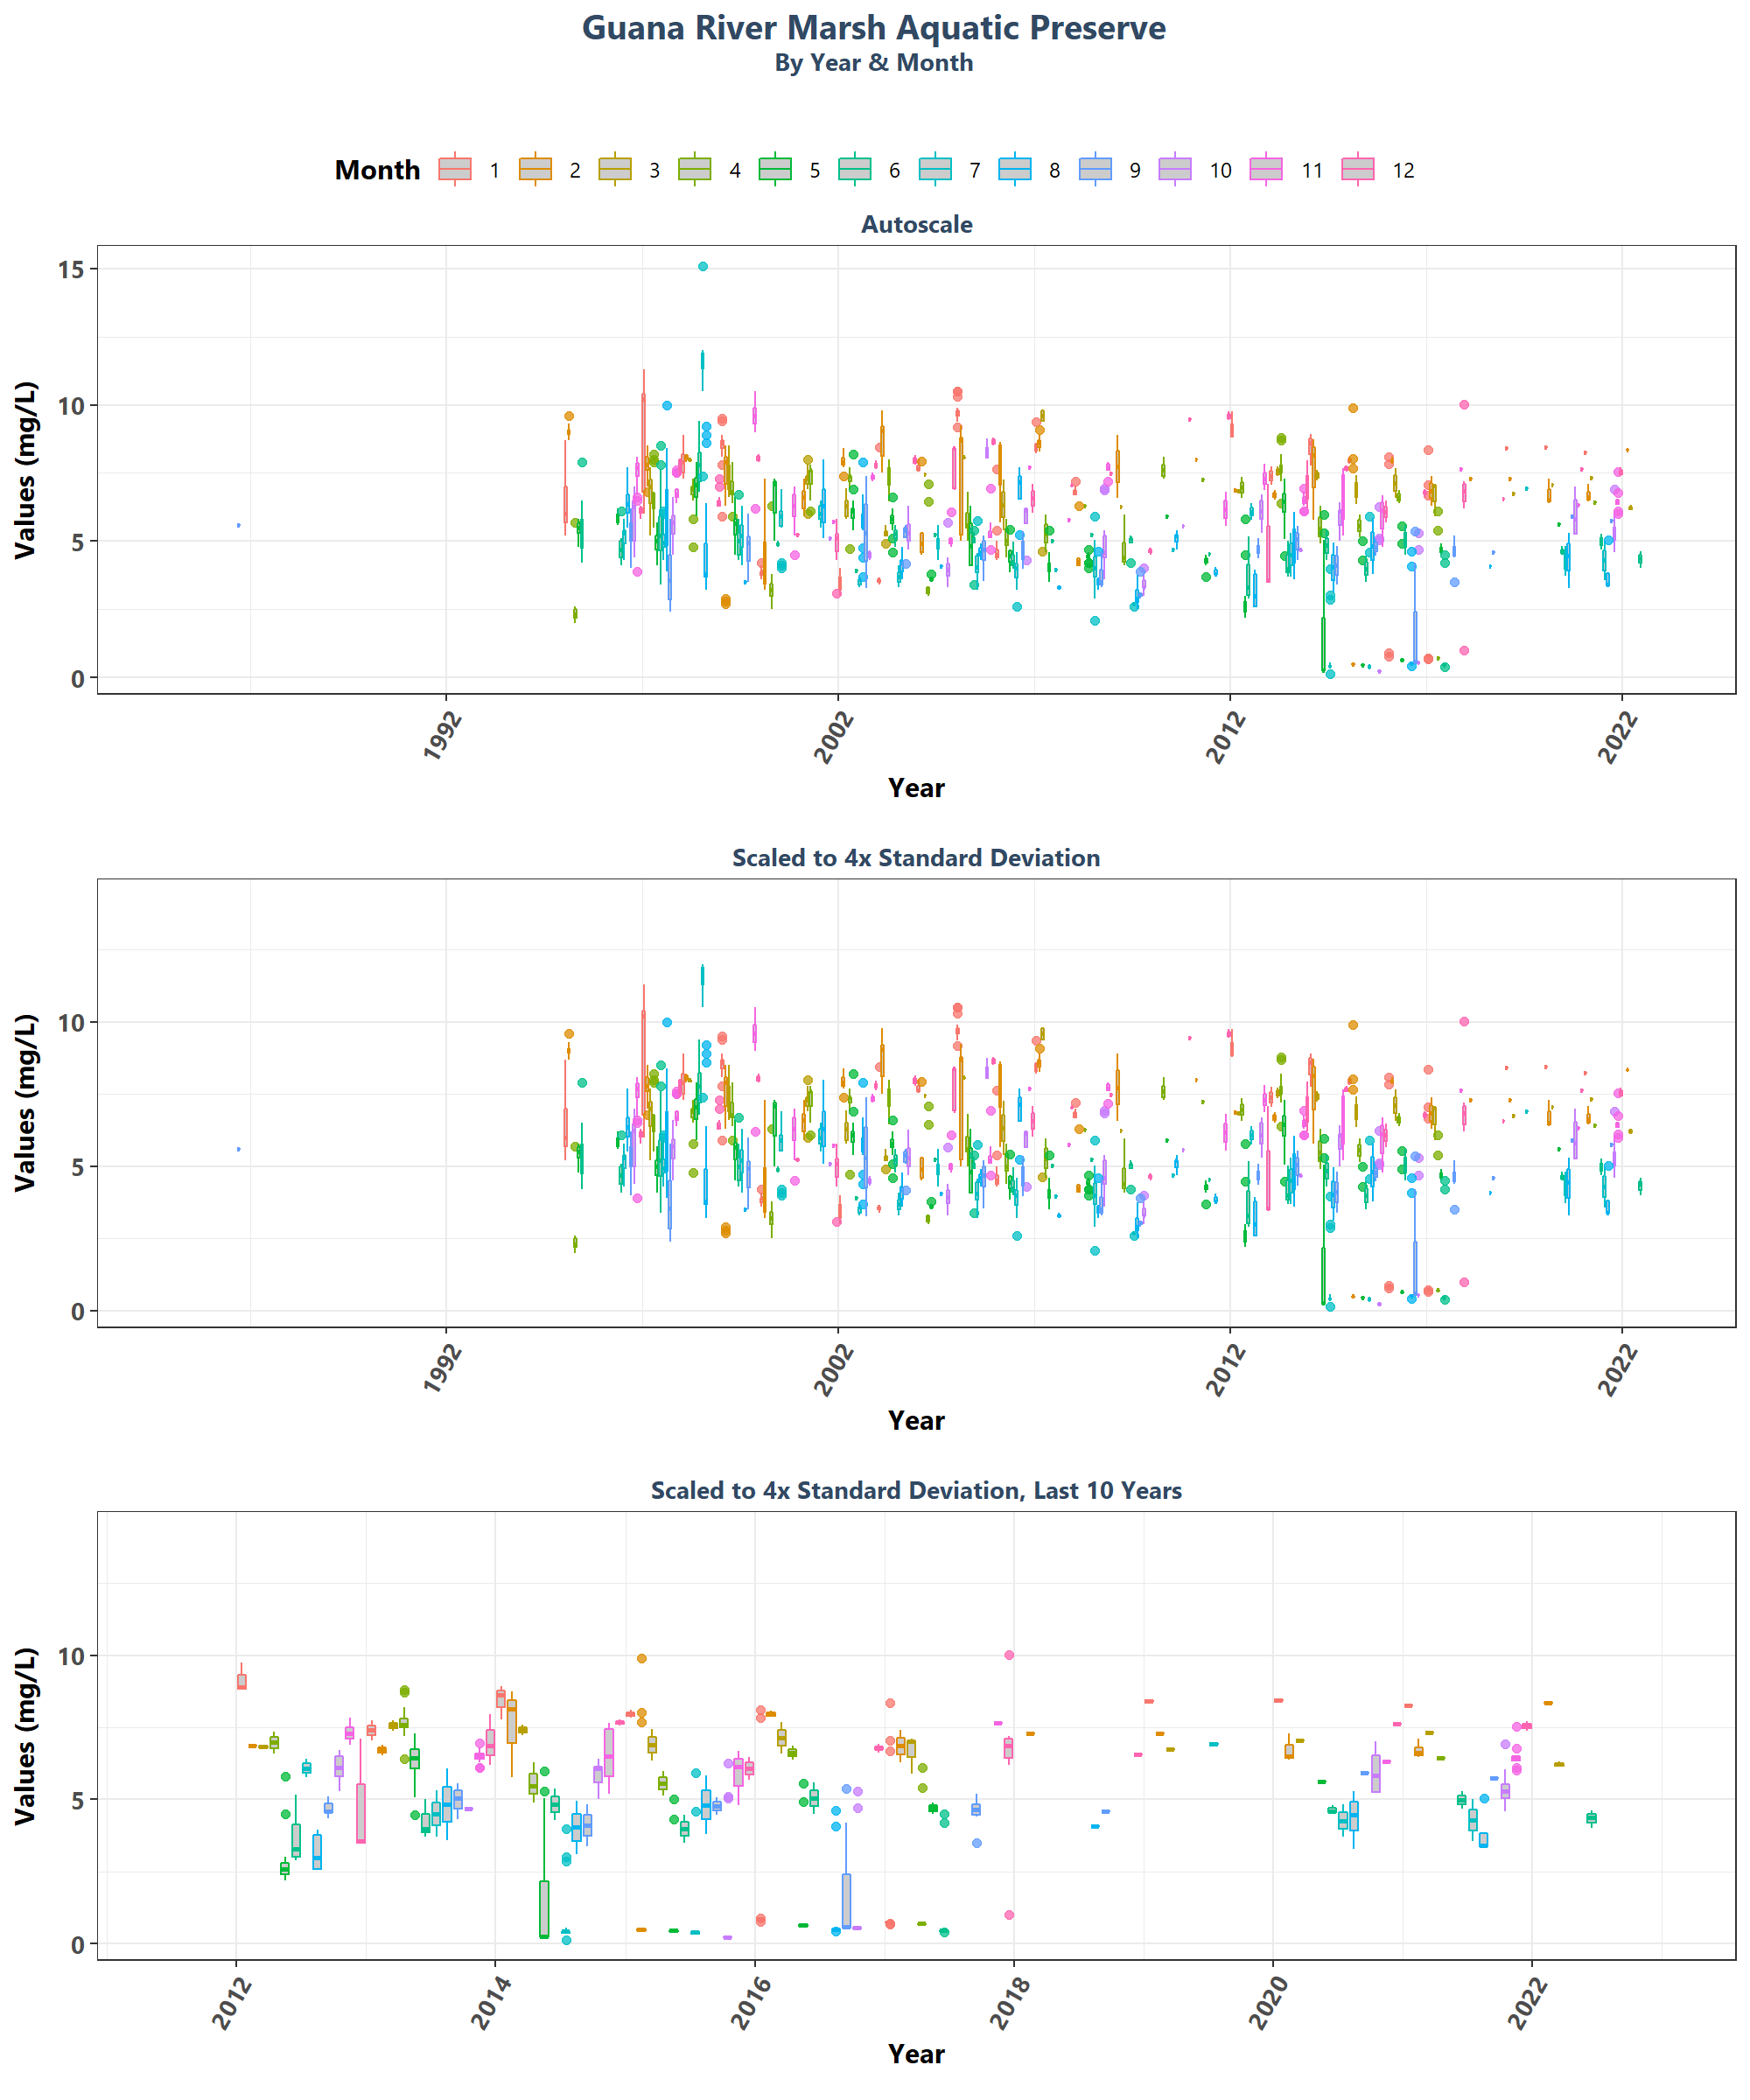 Guana River Marsh Aquatic Preserve
By Year & Month
Month 1 2 3 4 5 6 7 8 9 10 11 12
Autoscale
Values (mg/L)
15
10
5
0
1992 2002 2012 2022
Year
Scaled to 4x Standard Deviation
Values (mg/L)
10
5
0
1992 2002 2012 2022
Year
Scaled to 4x Standard Deviation, Last 10 Years
Values (mg/L)
10
5
0
2012 2014 2016 2018 2020 2022
Year